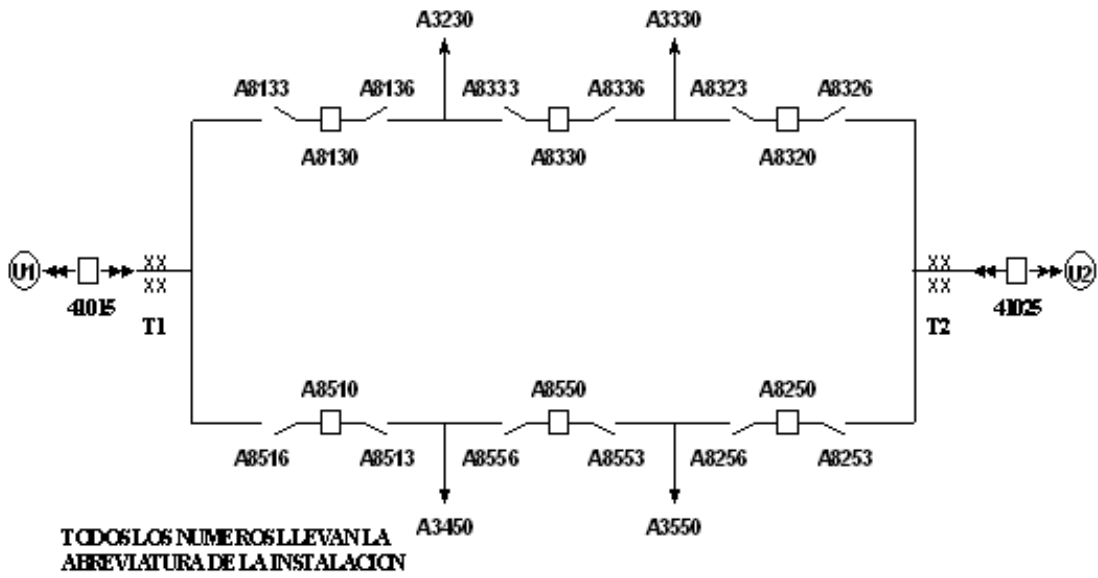 A3230 A3330
A8133 A8136 A8333 A8336 A8323 A8326
A8130 A8330 A8320
U1 U2
41015 41025
T1 T2
A8510 A8550 A8250
A8516 A8513 A8556 A8553 A8256 A8253
A3450 A3550
TODOS LOS NUMEROS LLEVAN LA
ABREVIATURA DE LA INSTALACION